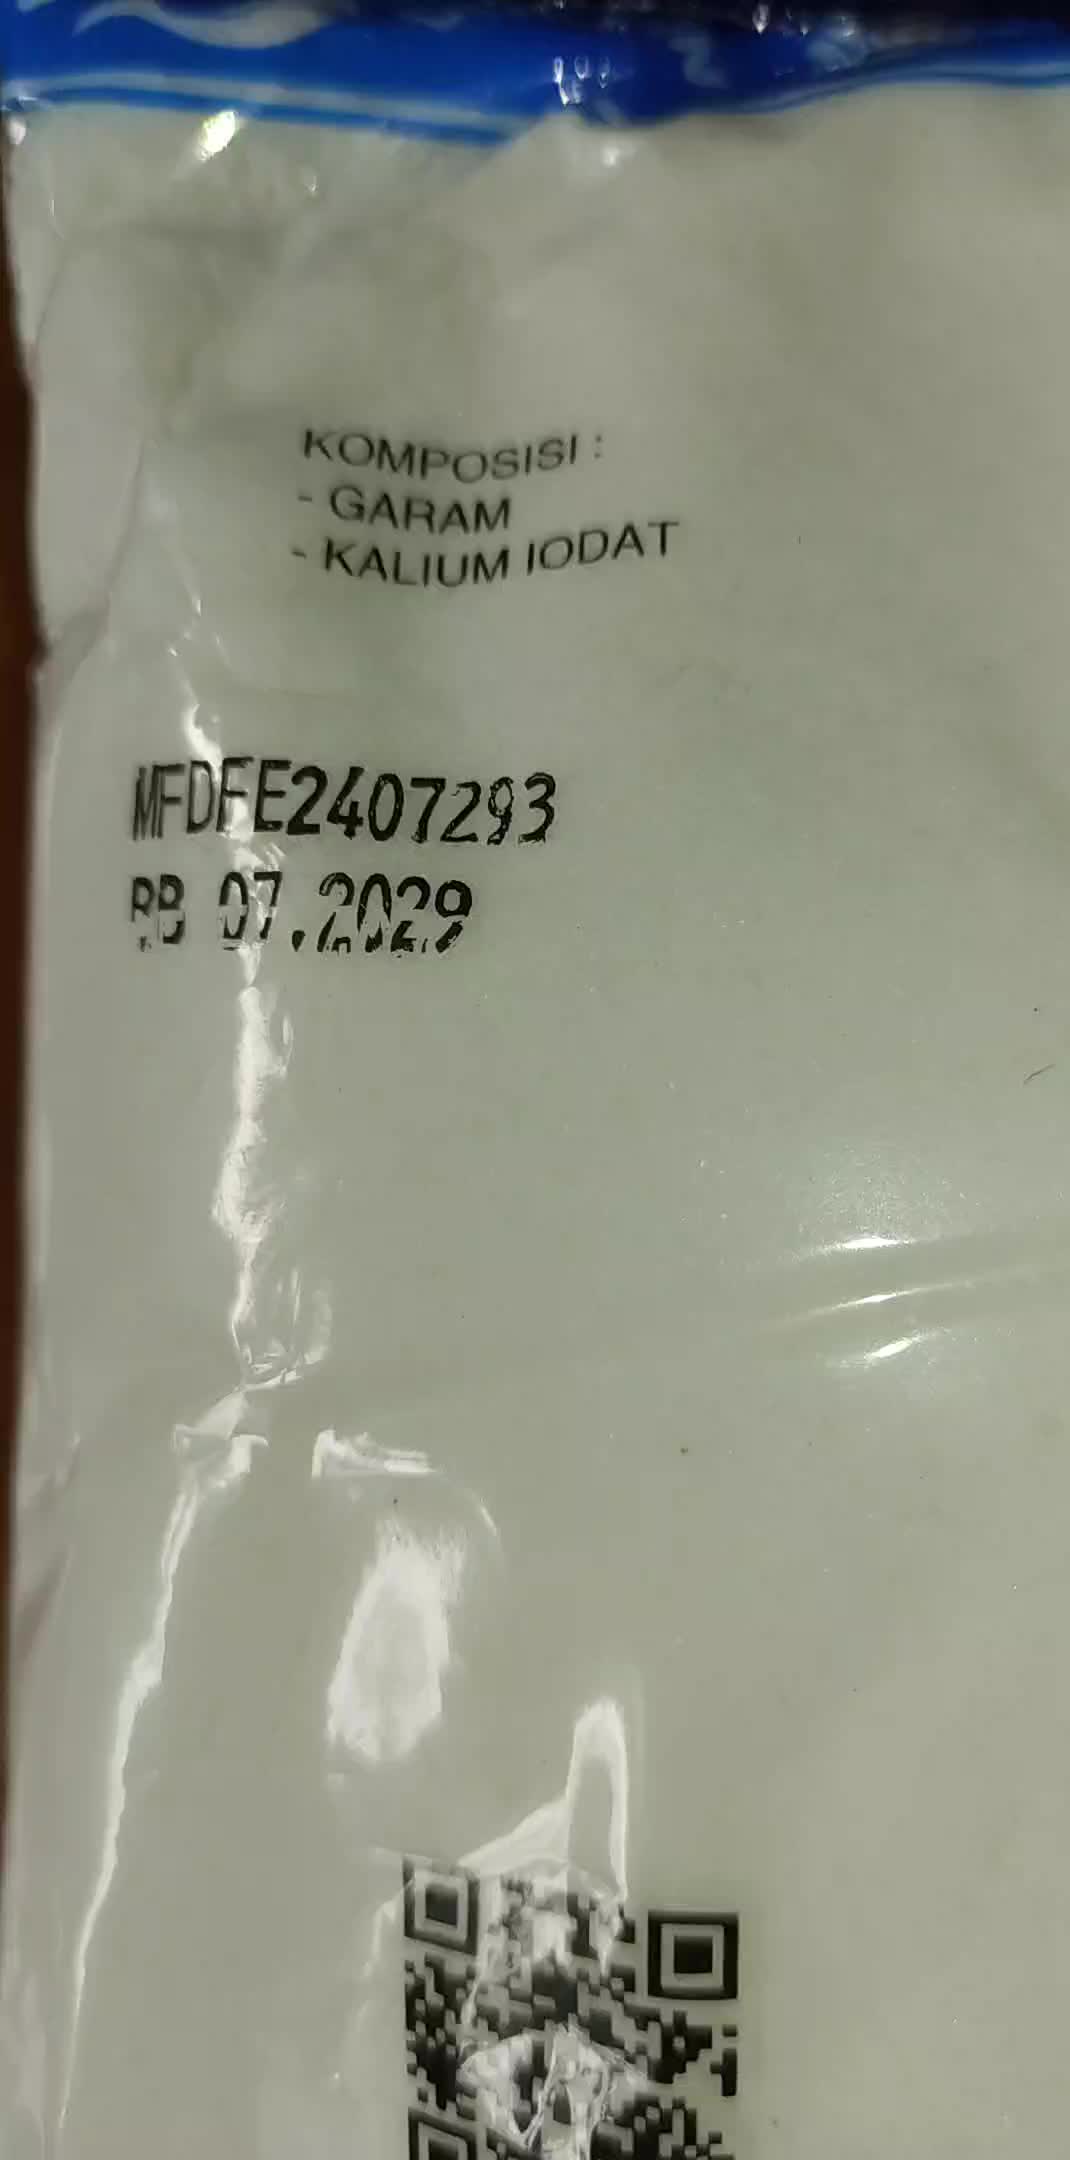 KOMPOSISI :
- GARAM
- KALIUM IODAT
MFDFE2407293
BB 07.2029